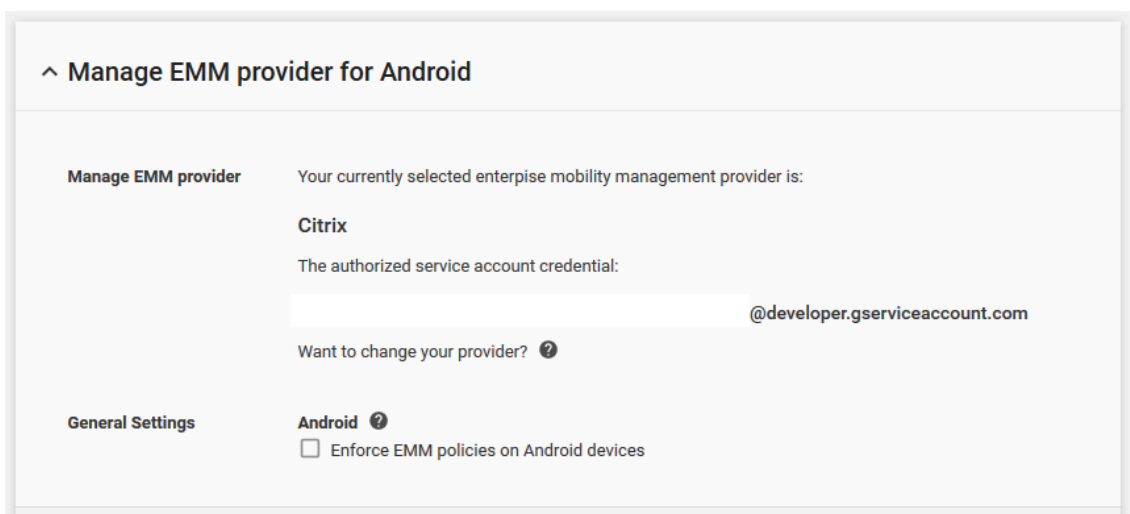 Manage EMM provider for Android
Manage EMM provider
Your currently selected enterpise mobility management provider is:
Citrix
The authorized service account credential:
@developer.gserviceaccount.com
Want to change your provider?
General Settings
Android
Enforce EMM policies on Android devices